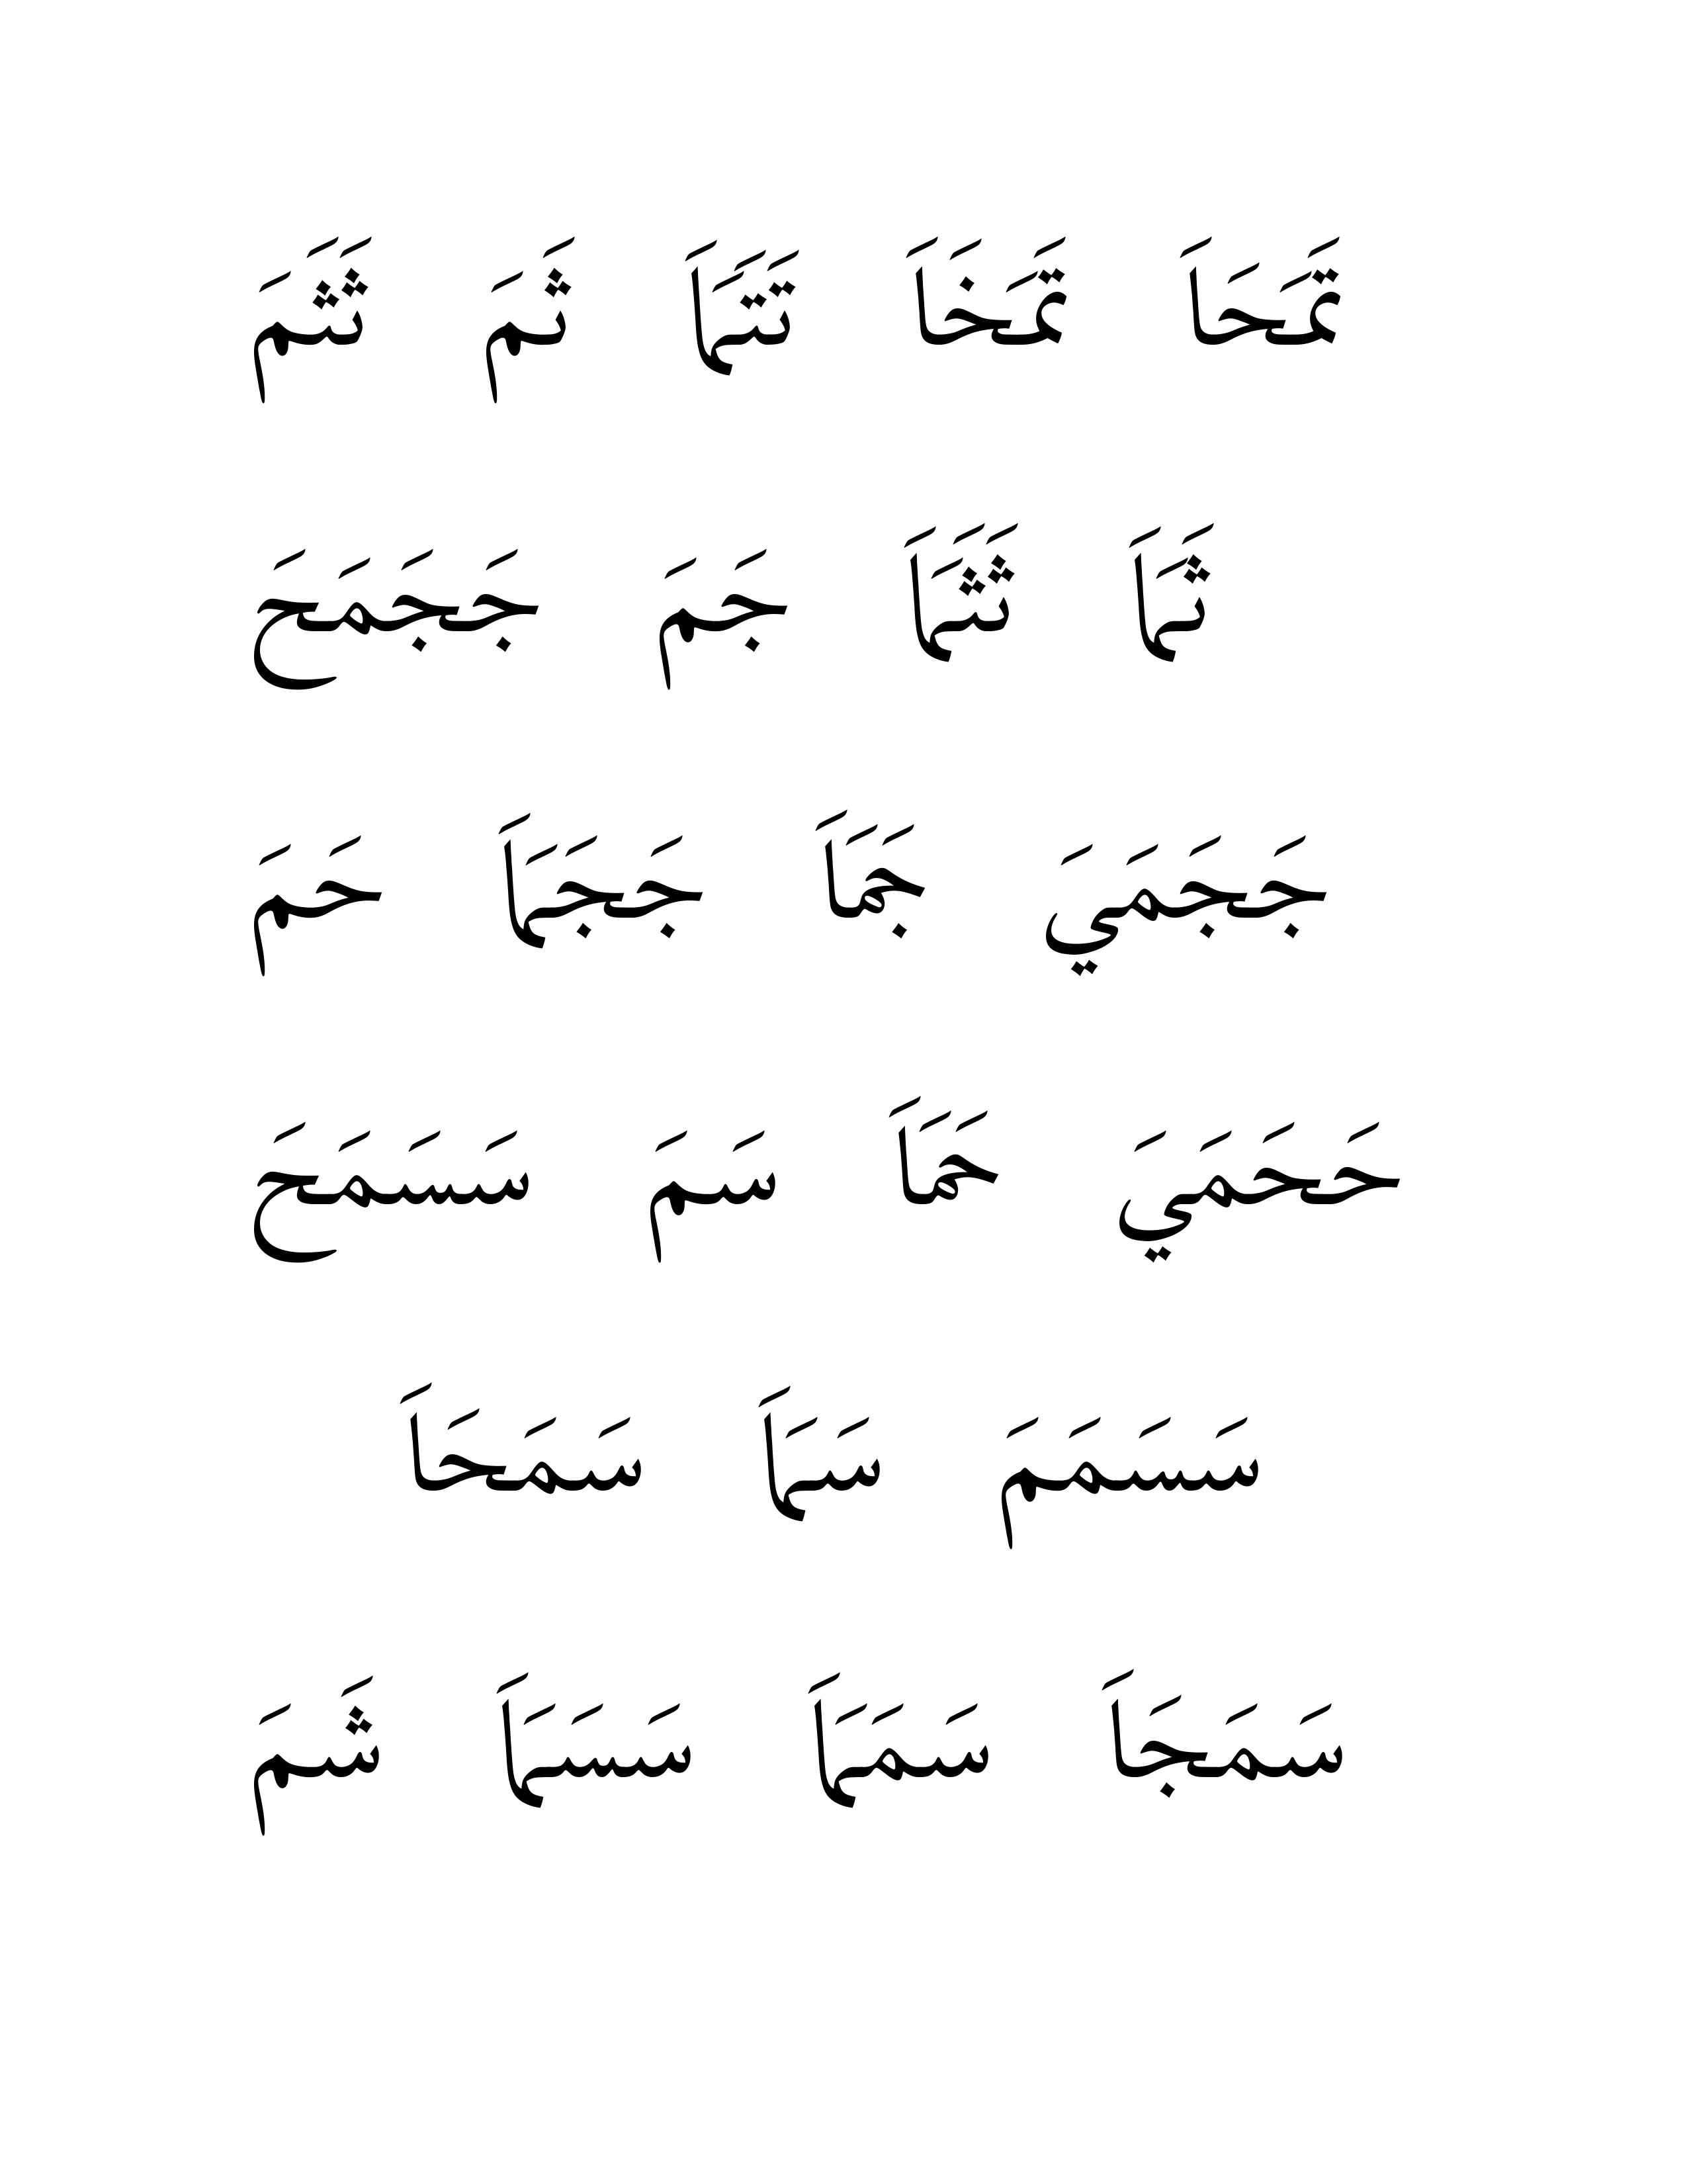 تَمَحَاَ تَمَخَاَ تَتَمَاَ ثَمَ ثَثَمَ
ثَمَاَ ثَثَمَاَ جَمَ جَجَمَحَ
جَجَمَيَ جَمَاَ جَجَمَاَ حَمَ
حَحَمَيَ حَمَاَ سَمَ سَسَمَحَ
سَسَمَمَ سَمَاَ سَمَحَاَ
سَمَجَاَ سَمَمَاَ سَسَمَاَ شَمَ